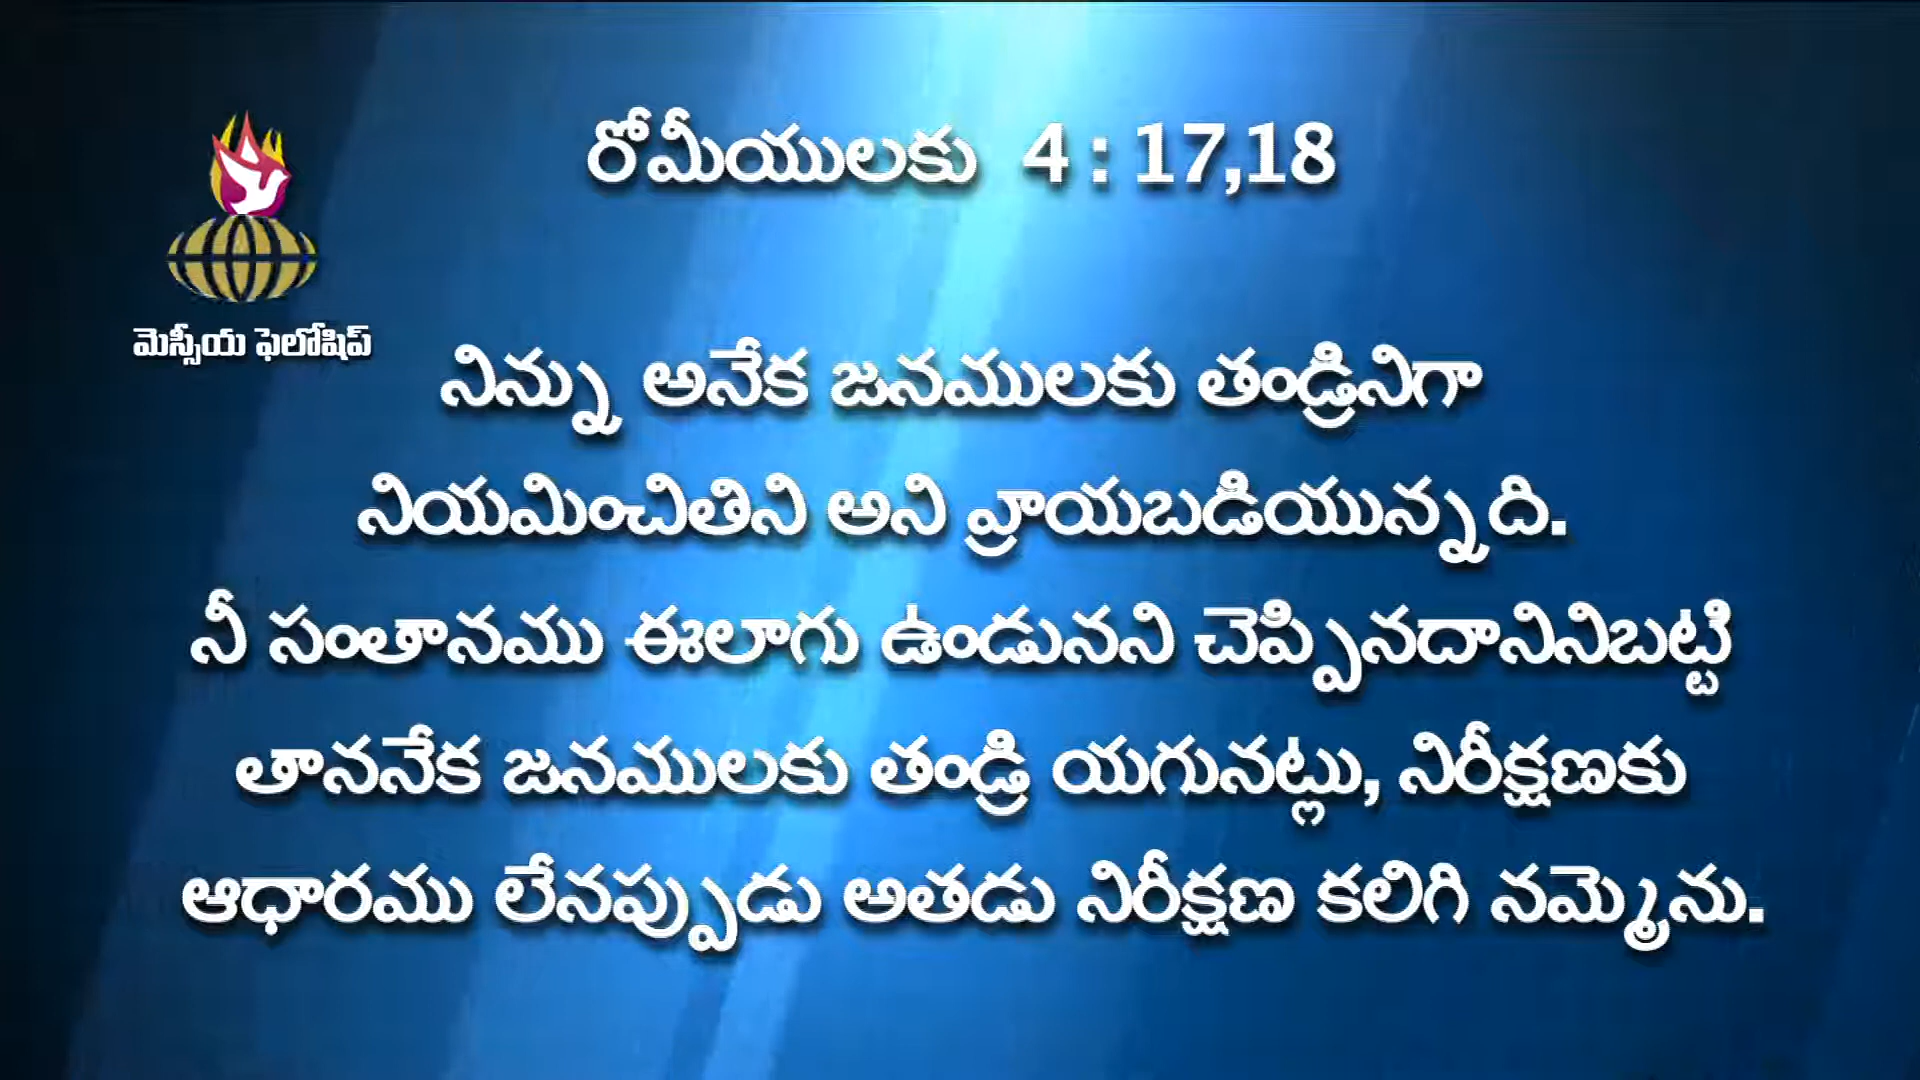 రోమీయులకు 4 : 17,18
మెస్సీయ ఫెలోషిప్
నిన్ను అనేక జనములకు తండ్రినిగా
నియమించితిని అని వ్రాయబడియున్నది.
నీ సంతానము ఈలాగు ఉండునని చెప్పినదానినిబట్టి
తాననేక జనములకు తండ్రి యగునట్లు, నిరీక్షణకు
ఆధారము లేనప్పుడు అతడు నిరీక్షణ కలిగి నమ్మెను.